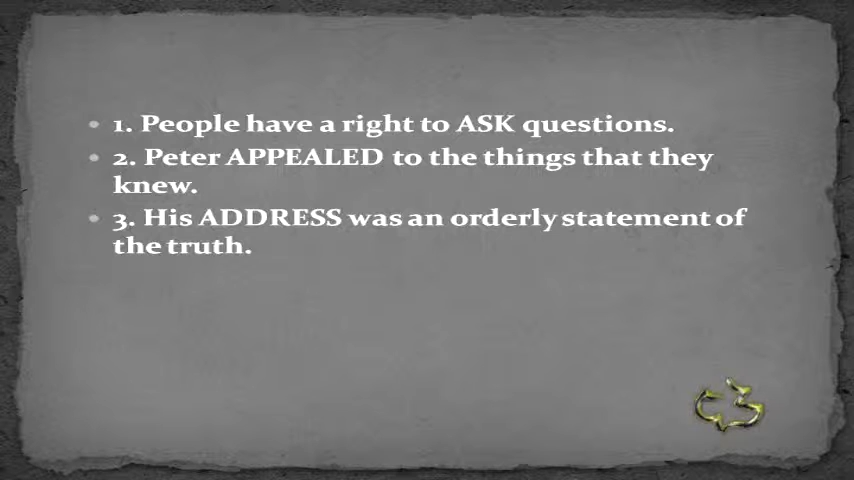 • 1. People have a right to ASK questions.
• 2. Peter APPEALED to the things that they
knew.
• 3. His ADDRESS was an orderly statement of
the truth.